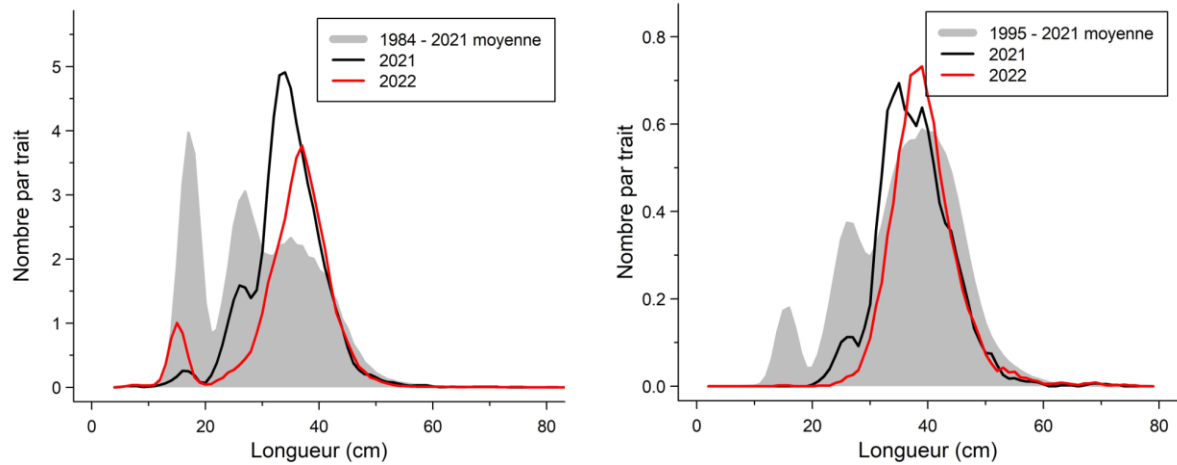 1984 - 2021 moyenne
2021
2022
Nombre par trait
5
4
3
2
1
0
0 20 40 60 80
Longueur (cm)
1995 - 2021 moyenne
2021
2022
Nombre par trait
0.8
0.6
0.4
0.2
0.0
0 20 40 60 80
Longueur (cm)